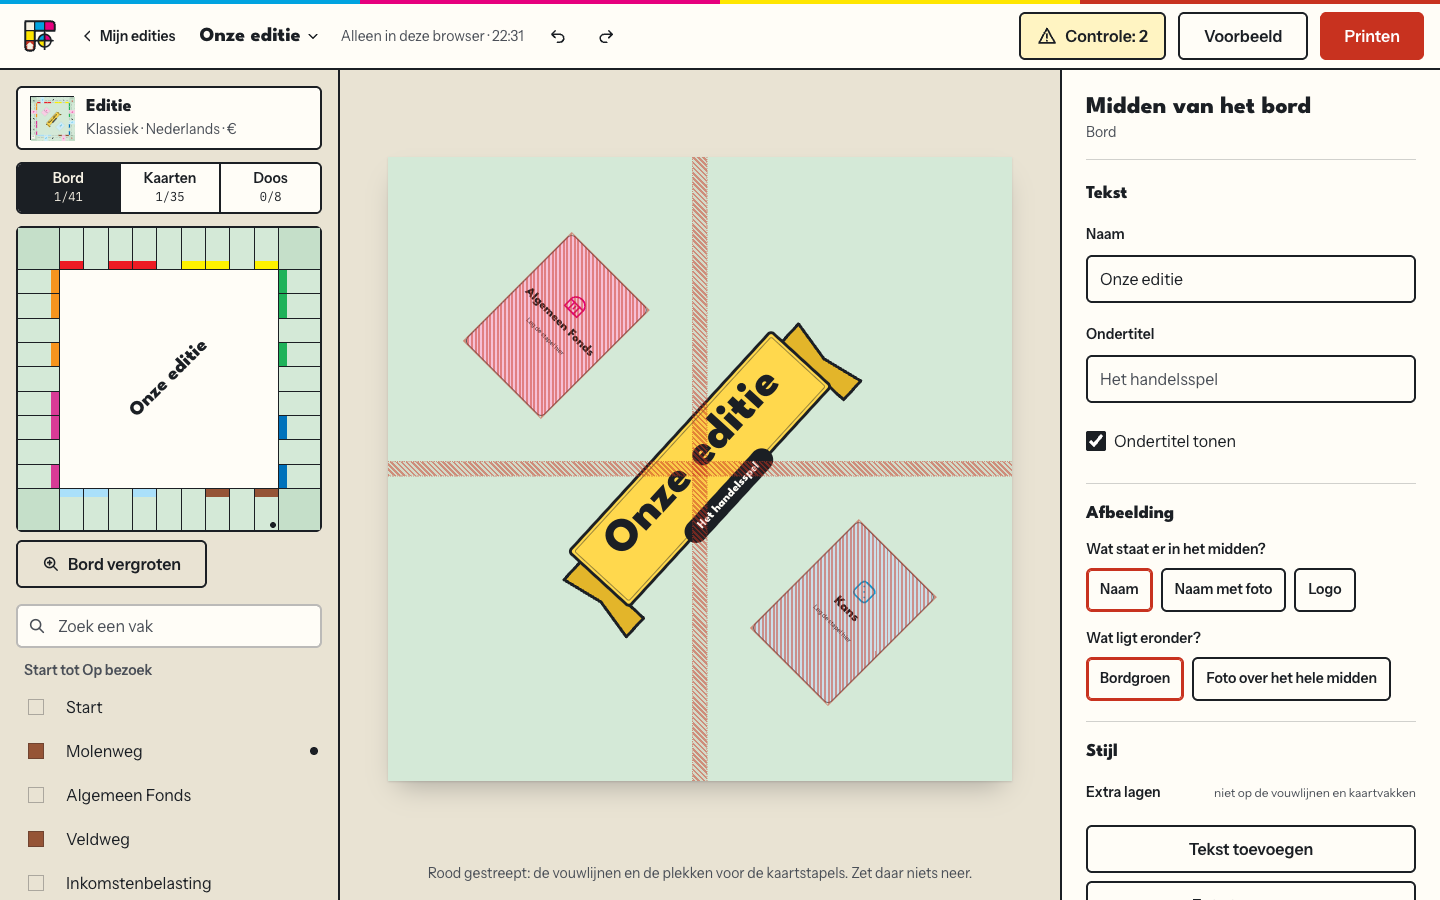 Mijn edities
Onze editie
Alleen in deze browser · 22:31
Controle: 2
Voorbeeld
Printen
Editie
Klassiek · Nederlands · €
Bord
1/41
Kaarten
1/35
Doos
0/8
Onze editie
Bord vergroten
Zoek een vak
Start tot Op bezoek
Start
Molenweg
Algemeen Fonds
Veldweg
Inkomstenbelasting
Algemeen Fonds
Onze editie
Het handelsspel
Kans
Rood gestreept: de vouwlijnen en de plekken voor de kaartstapels. Zet daar niets neer.
Midden van het bord
Bord
Tekst
Naam
Onze editie
Ondertitel
Het handelsspel
Ondertitel tonen
Afbeelding
Wat staat er in het midden?
Naam
Naam met foto
Logo
Wat ligt eronder?
Bordgroen
Foto over het hele midden
Stijl
Extra lagen
niet op de vouwlijnen en kaartvakken
Tekst toevoegen